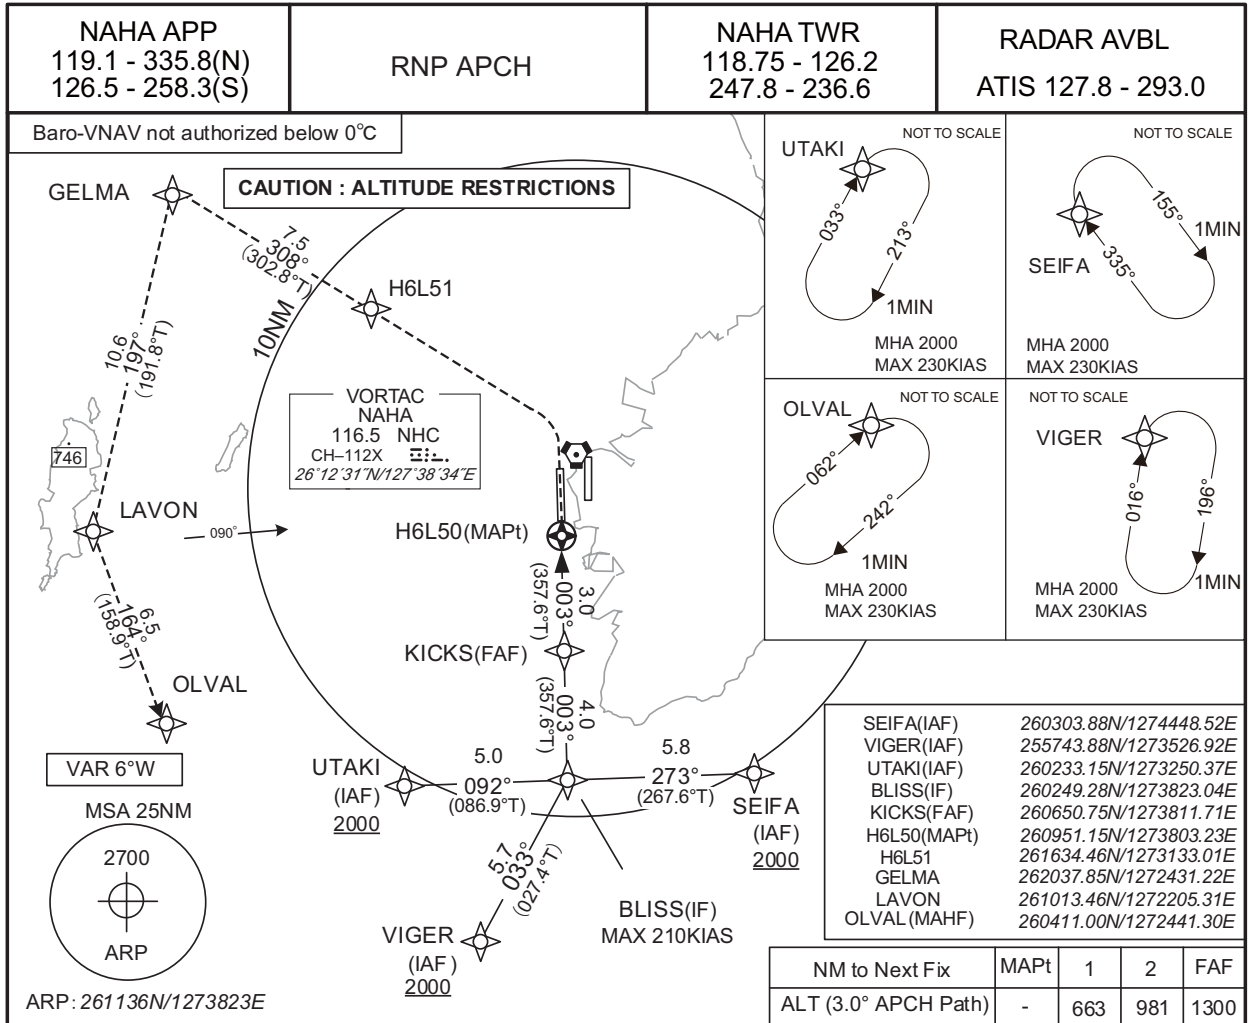 NAHA APP
119.1 - 335.8(N)
126.5 - 258.3(S)
RNP APCH
NAHA TWR
118.75 - 126.2
247.8 - 236.6
RADAR AVBL
ATIS 127.8 - 293.0
Baro-VNAV not authorized below 0°C
CAUTION : ALTITUDE RESTRICTIONS
GELMA
7.5
308°
(302.8°T)
H6L51
10NM
10.6
197°
(191.8°T)
VORTAC
NAHA
116.5 NHC
CH–112X
26°12´31˝N/127°38´34˝E
746
LAVON
090°
H6L50(MAPt)
3.0
003°
(357.6°T)
6.5
164°
(158.9°T)
KICKS(FAF)
OLVAL
4.0
003°
(357.6°T)
VAR 6°W
UTAKI
(IAF)
2000
5.0
092°
(086.9°T)
5.8
273°
(267.6°T)
SEIFA
(IAF)
2000
5.7
033°
(027.4°T)
BLISS(IF)
MAX 210KIAS
VIGER
(IAF)
2000
MSA 25NM
2700
ARP
ARP: 261136N/1273823E
NOT TO SCALE
UTAKI
033°
213°
1MIN
MHA 2000
MAX 230KIAS
NOT TO SCALE
155°
1MIN
SEIFA
335°
MHA 2000
MAX 230KIAS
NOT TO SCALE
OLVAL
062°
242°
1MIN
MHA 2000
MAX 230KIAS
NOT TO SCALE
VIGER
016°
196°
1MIN
MHA 2000
MAX 230KIAS
SEIFA(IAF) 260303.88N/1274448.52E
VIGER(IAF) 255743.88N/1273526.92E
UTAKI(IAF) 260233.15N/1273250.37E
BLISS(IF) 260249.28N/1273823.04E
KICKS(FAF) 260650.75N/1273811.71E
H6L50(MAPt) 260951.15N/1273803.23E
H6L51 261634.46N/1273133.01E
GELMA 262037.85N/1272431.22E
LAVON 261013.46N/1272205.31E
OLVAL(MAHF) 260411.00N/1272441.30E
NM to Next Fix MAPt 1 2 FAF
ALT (3.0° APCH Path) - 663 981 1300